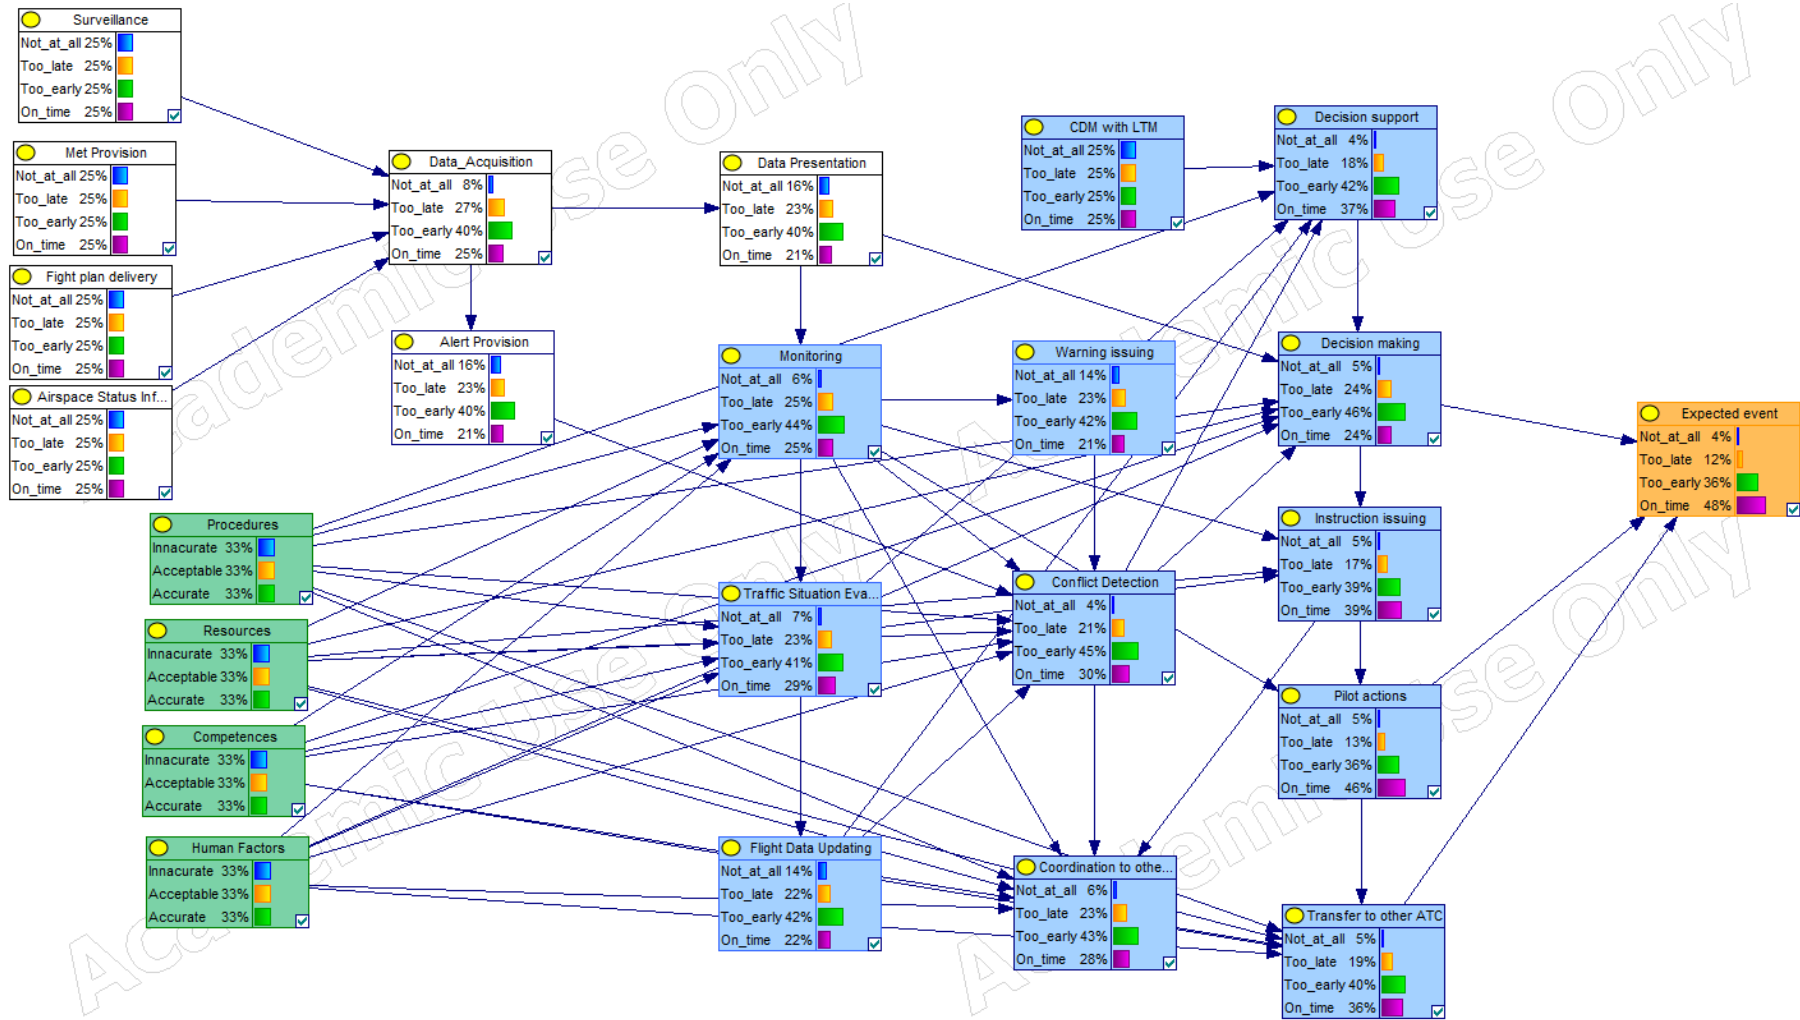 Surveillance
Not_at_all 25%
Too_late 25%
Too_early 25%
On_time 25%
Met Provision
Not_at_all 25%
Too_late 25%
Too_early 25%
On_time 25%
Fight plan delivery
Not_at_all 25%
Too_late 25%
Too_early 25%
On_time 25%
Airspace Status Inf...
Not_at_all 25%
Too_late 25%
Too_early 25%
On_time 25%
Data_Acquisition
Not_at_all 8%
Too_late 27%
Too_early 40%
On_time 25%
Alert Provision
Not_at_all 16%
Too_late 23%
Too_early 40%
On_time 21%
Data Presentation
Not_at_all 16%
Too_late 23%
Too_early 40%
On_time 21%
Procedures
Innacurate 33%
Acceptable 33%
Accurate 33%
Resources
Innacurate 33%
Acceptable 33%
Accurate 33%
Competences
Innacurate 33%
Acceptable 33%
Accurate 33%
Human Factors
Innacurate 33%
Acceptable 33%
Accurate 33%
Monitoring
Not_at_all 6%
Too_late 25%
Too_early 44%
On_time 25%
Traffic Situation Eva...
Not_at_all 7%
Too_late 23%
Too_early 41%
On_time 29%
Flight Data Updating
Not_at_all 14%
Too_late 22%
Too_early 42%
On_time 22%
CDM with LTM
Not_at_all 25%
Too_late 25%
Too_early 25%
On_time 25%
Warning issuing
Not_at_all 14%
Too_late 23%
Too_early 42%
On_time 21%
Conflict Detection
Not_at_all 4%
Too_late 21%
Too_early 45%
On_time 30%
Coordination to othe...
Not_at_all 6%
Too_late 23%
Too_early 43%
On_time 28%
Decision support
Not_at_all 4%
Too_late 18%
Too_early 42%
On_time 37%
Decision making
Not_at_all 5%
Too_late 24%
Too_early 46%
On_time 24%
Instruction issuing
Not_at_all 5%
Too_late 17%
Too_early 39%
On_time 39%
Pilot actions
Not_at_all 5%
Too_late 13%
Too_early 36%
On_time 46%
Transfer to other ATC
Not_at_all 5%
Too_late 19%
Too_early 40%
On_time 36%
Expected event
Not_at_all 4%
Too_late 12%
Too_early 36%
On_time 48%
Academic Use Only
Academic Use Only
Academic Use Only
Academic Use Only